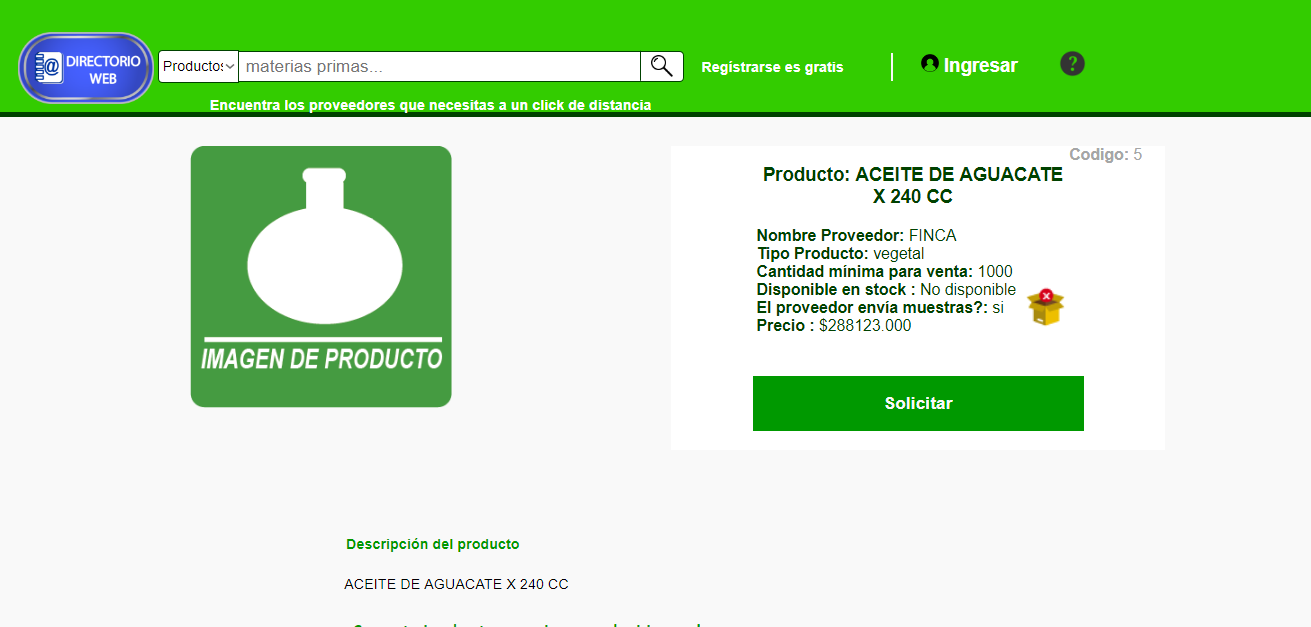 DIRECTORIO
WEB
Productos
materias primas...
Registrarse es gratis
Ingresar
?
Encuentra los proveedores que necesitas a un click de distancia
IMAGEN DE PRODUCTO
Codigo: 5
Producto: ACEITE DE AGUACATE
X 240 CC
Nombre Proveedor: FINCA
Tipo Producto: vegetal
Cantidad mínima para venta: 1000
Disponible en stock : No disponible
El proveedor envía muestras?: si
Precio : $288123.000
Solicitar
Descripción del producto
ACEITE DE AGUACATE X 240 CC